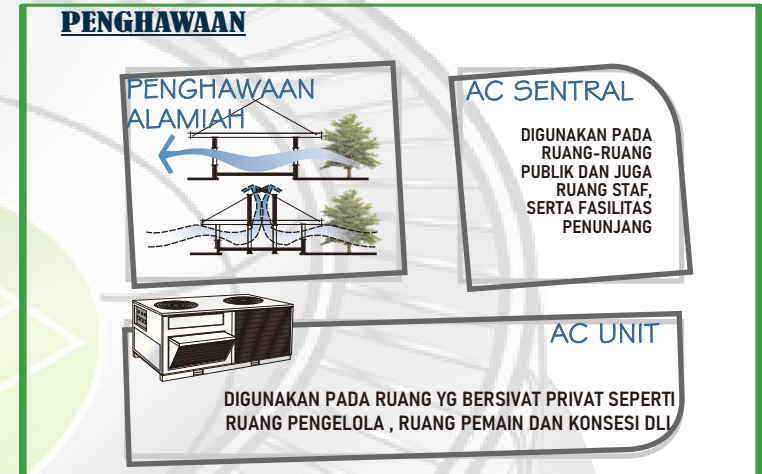 PENGHAWAAN
PENGHAWAAN
ALAMIAH
AC SENTRAL
DIGUNAKAN PADA
RUANG-RUANG
PUBLIK DAN JUGA
RUANG STAF,
SERTA FASILITAS
PENUNJANG
AC UNIT
DIGUNAKAN PADA RUANG YG BERSIVAT PRIVAT SEPERTI
RUANG PENGELOLA , RUANG PEMAIN DAN KONSESI DLL